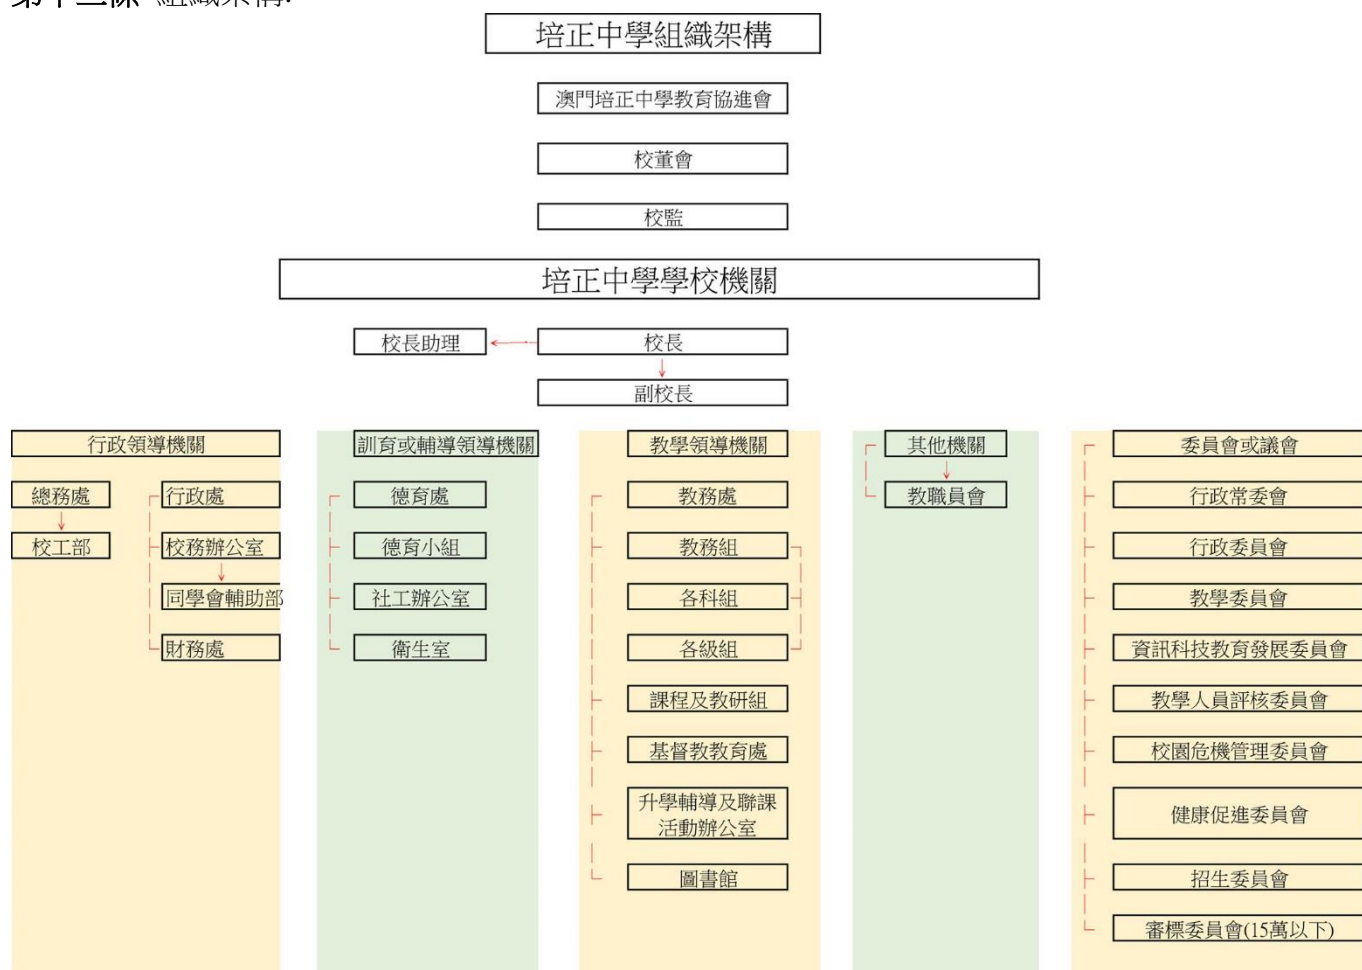 組織架構:
培正中學組織架構
澳門培正中學教育協進會
校董會
校監
培正中學學校機關
校長助理
校長
副校長
行政領導機關
總務處
校工部
行政處
校務辦公室
同學會輔助部
財務處
訓育或輔導領導機關
德育處
德育小組
社工辦公室
衛生室
教學領導機關
教務處
教務組
各科組
各級組
課程及教研組
基督教教育處
升學輔導及聯課
活動辦公室
圖書館
其他機關
教職員會
委員會或議會
行政常委會
行政委員會
教學委員會
資訊科技教育發展委員會
教學人員評核委員會
校園危機管理委員會
健康促進委員會
招生委員會
審標委員會(15萬以下)